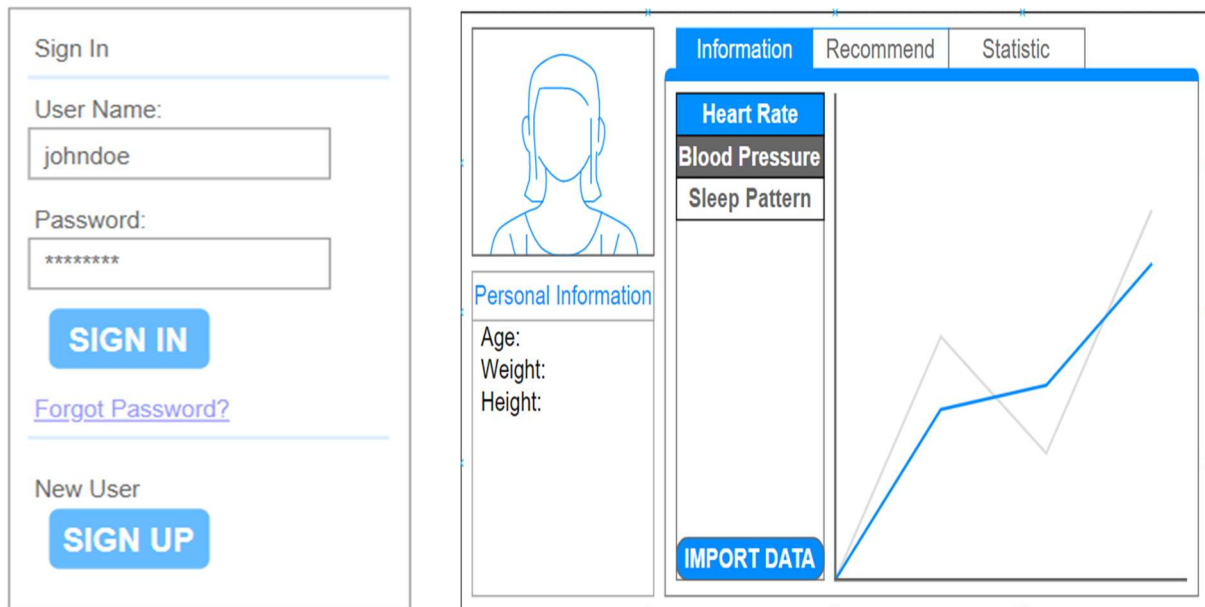 Sign In
User Name:
johndoe
Password:
********
SIGN IN
Forgot Password?
New User
SIGN UP
Personal Information
Age:
Weight:
Height:
Information Recommend Statistic
Heart Rate
Blood Pressure
Sleep Pattern
IMPORT DATA